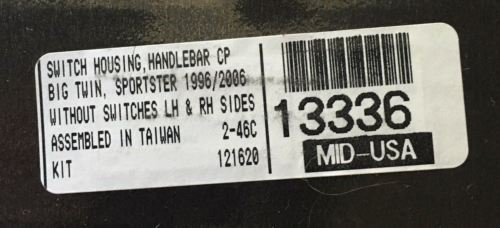 SWITCH HOUSING,HANDLEBAR CP
BIG TWIN, SPORTSTER 1996/2006
WITHOUT SWITCHES LH & RH SIDES
ASSEMBLED IN TAIWAN 2-46C
KIT 121620
13336
MID-USA